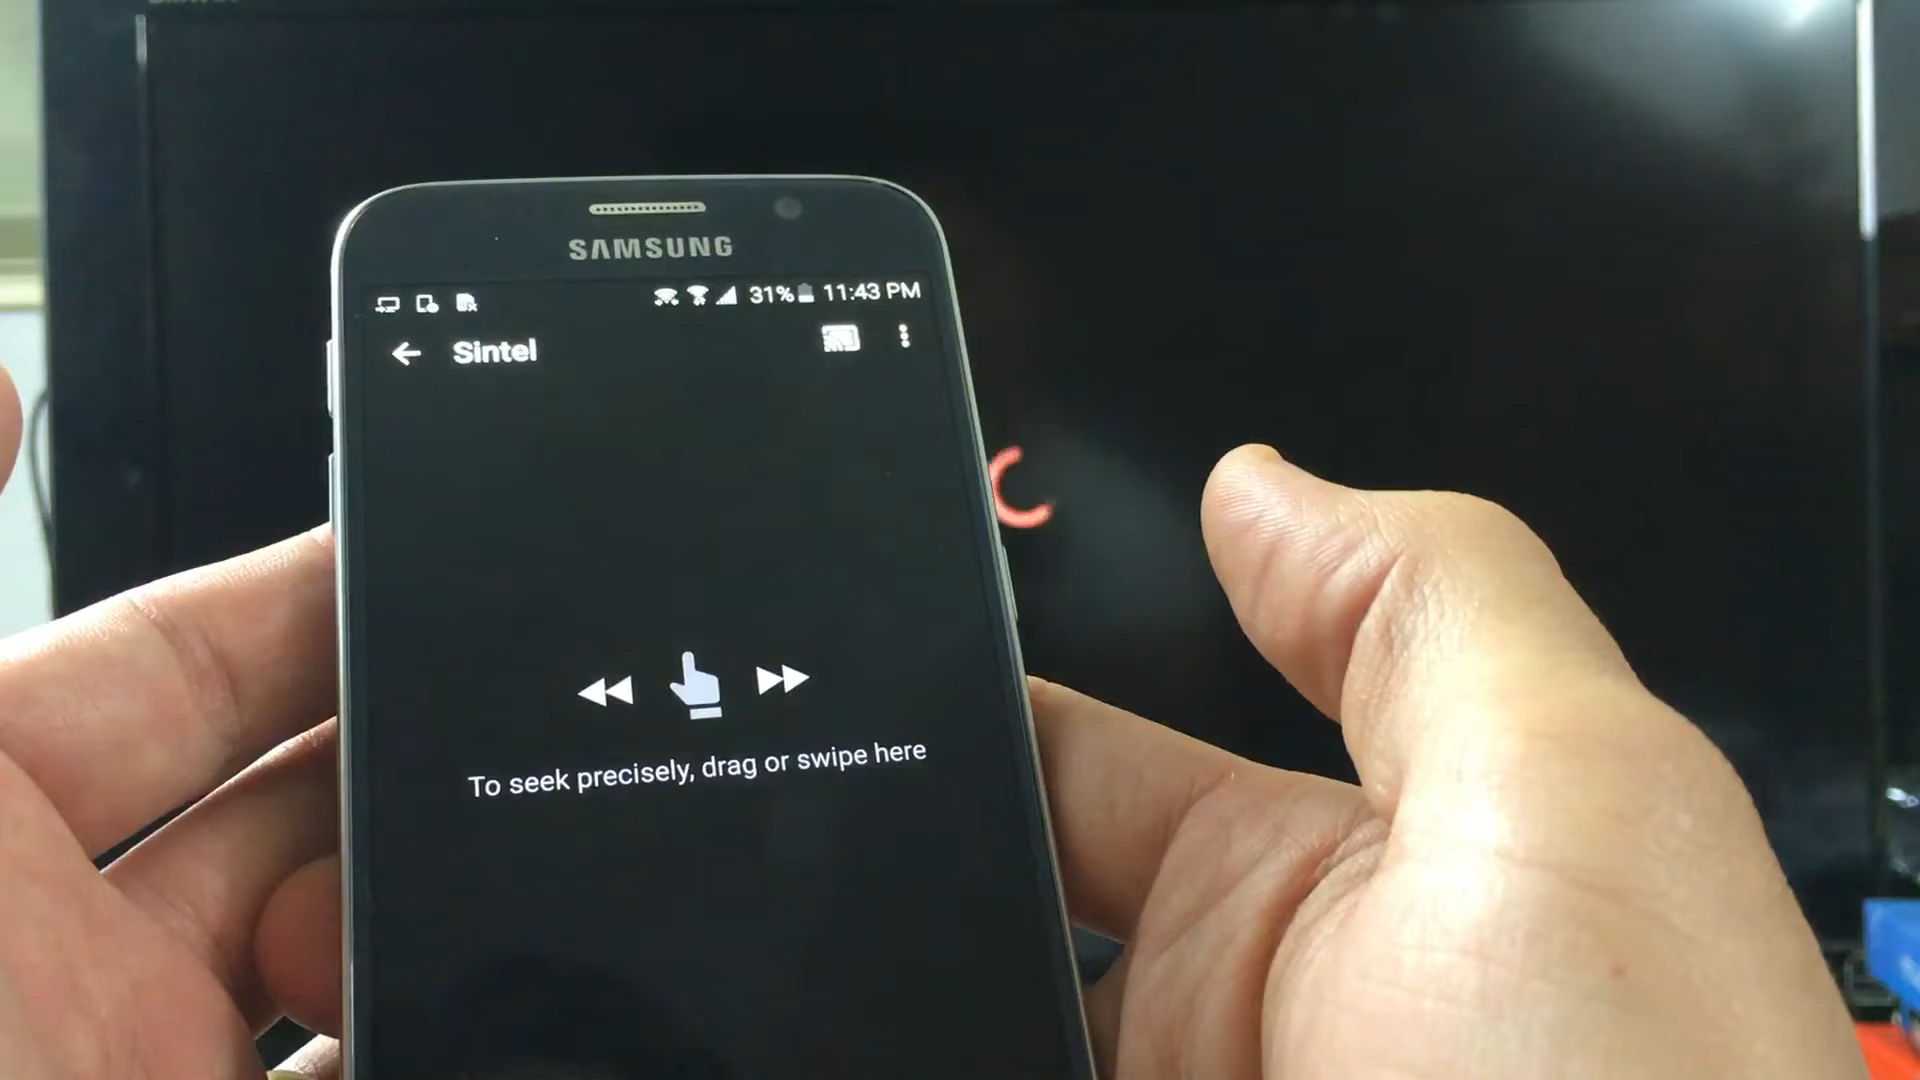 SAMSUNG
31% 11:43 PM
Sintel
To seek precisely, drag or swipe here